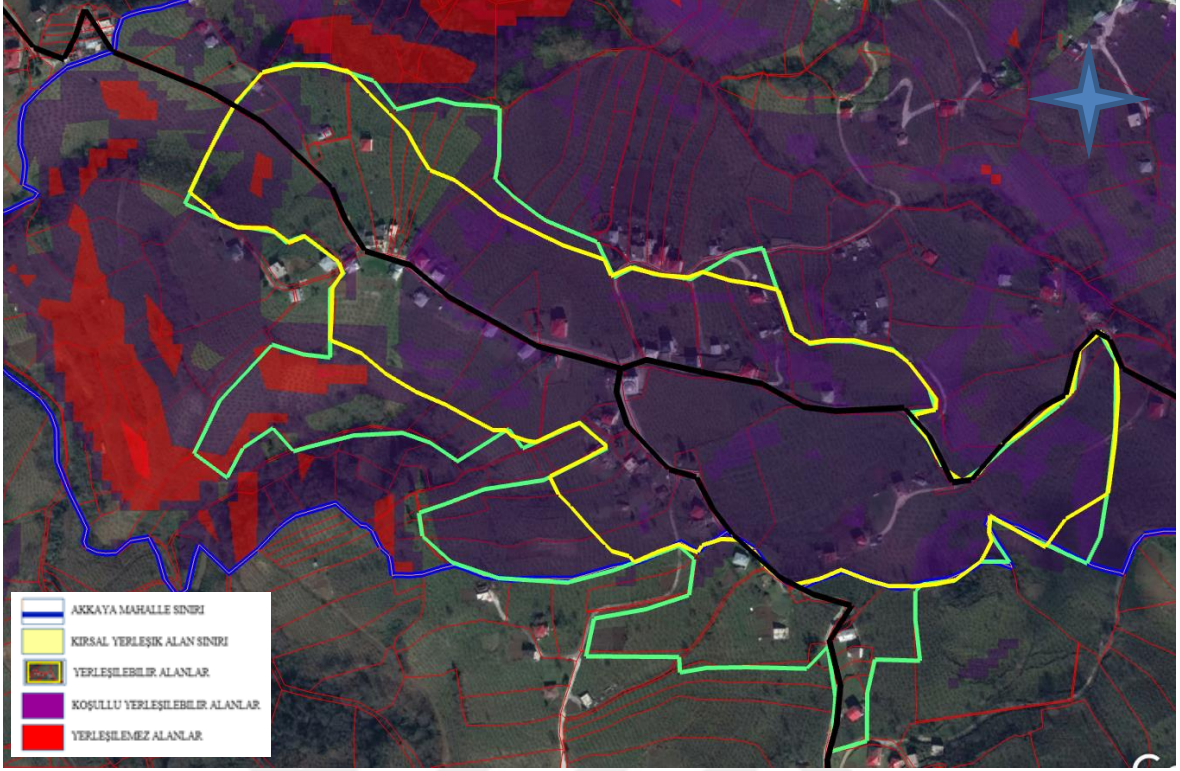 AKKAYA MAHALLE SINIRI
KIRSAL YERLEŞİK ALAN SINIRI
YERLEŞİLEBİLİR ALANLAR
KOŞULLU YERLEŞİLEBİLİR ALANLAR
YERLEŞİLEMEZ ALANLAR